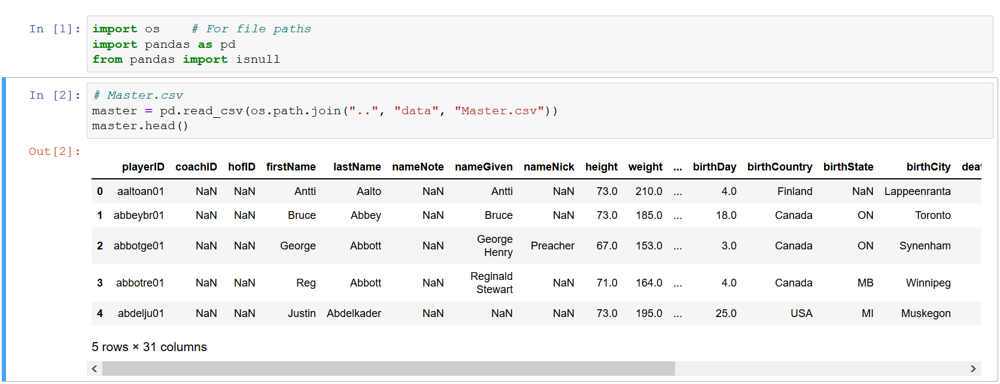 In [1]: import os    # For file paths
import pandas as pd
from pandas import isnull
In [2]: # Master.csv
master = pd.read_csv(os.path.join("..", "data", "Master.csv"))
master.head()
Out[2]:
playerID coachID hofID firstName lastName nameNote nameGiven nameNick height weight ... birthDay birthCountry birthState birthCity deat
0 aaltoan01 NaN NaN Antti Aalto NaN Antti NaN 73.0 210.0 ... 4.0 Finland NaN Lappeenranta
1 abbeybr01 NaN NaN Bruce Abbey NaN Bruce NaN 73.0 185.0 ... 18.0 Canada ON Toronto
2 abbotge01 NaN NaN George Abbott NaN George Henry Preacher 67.0 153.0 ... 3.0 Canada ON Synenham
3 abbotre01 NaN NaN Reg Abbott NaN Reginald Stewart NaN 71.0 164.0 ... 4.0 Canada MB Winnipeg
4 abdelju01 NaN NaN Justin Abdelkader NaN NaN NaN 73.0 195.0 ... 25.0 USA MI Muskegon
5 rows × 31 columns